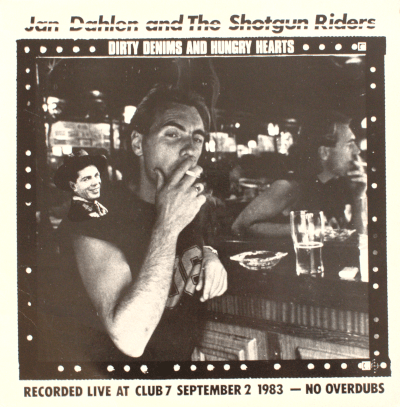 Jan Dahlen and The Shotgun Riders
DIRTY DENIMS AND HUNGRY HEARTS
RECORDED LIVE AT CLUB 7 SEPTEMBER 2 1983 — NO OVERDUBS